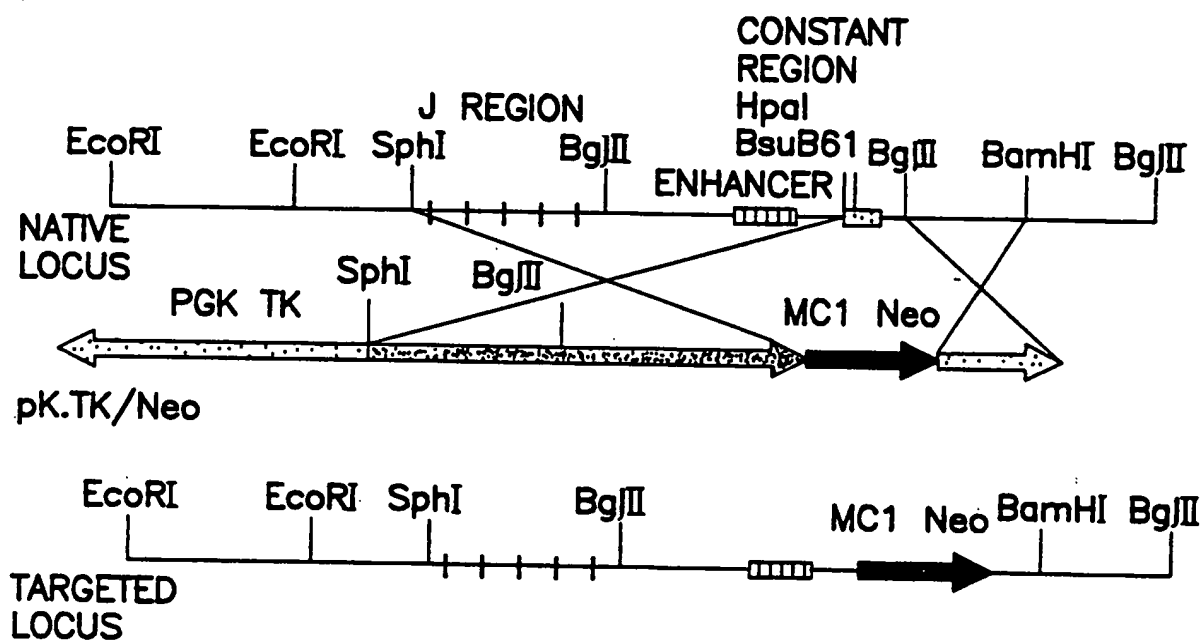 CONSTANT
REGION
HpaI
J REGION
EcoRI EcoRI SphI BglII BsuB61 BglII BamHI BglII
ENHANCER
NATIVE
LOCUS
SphI BglII
PGK TK MC1 Neo
pK.TK/Neo
EcoRI EcoRI SphI BglII MC1 Neo BamHI BglII
TARGETED
LOCUS